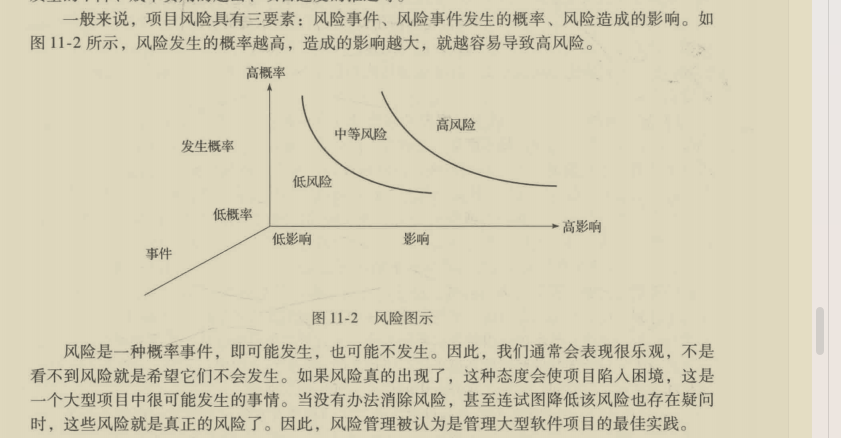 一般来说，项目风险具有三要素：风险事件、风险事件发生的概率、风险造成的影响。如
图 11-2 所示，风险发生的概率越高，造成的影响越大，就越容易导致高风险。
高概率
高风险
中等风险
发生概率
低风险
低概率
高影响
低影响
影响
事件
图 11-2 风险图示
风险是一种概率事件，即可能发生，也可能不发生。因此，我们通常会表现很乐观，不是
看不到风险就是希望它们不会发生。如果风险真的出现了，这种态度会使项目陷入困境，这是
一个大型项目中很可能发生的事情。当没有办法消除风险，甚至连试图降低该风险也存在疑问
时，这些风险就是真正的风险了。因此，风险管理被认为是管理大型软件项目的最佳实践。